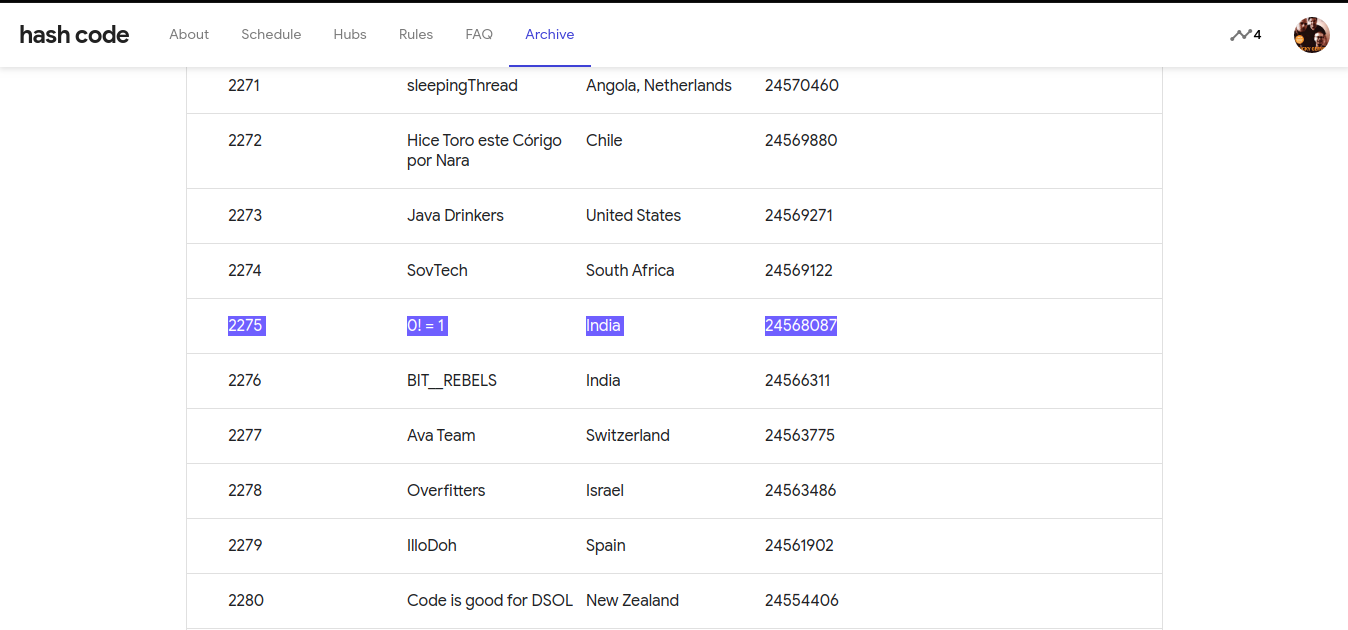 hash code About Schedule Hubs Rules FAQ Archive 4
2271 sleepingThread Angola, Netherlands 24570460
2272 Hice Toro este Córigo Chile 24569880
por Nara
2273 Java Drinkers United States 24569271
2274 SovTech South Africa 24569122
2275 0! = 1 India 24568087
2276 BIT__REBELS India 24566311
2277 Ava Team Switzerland 24563775
2278 Overfitters Israel 24563486
2279 IlloDoh Spain 24561902
2280 Code is good for DSOL New Zealand 24554406